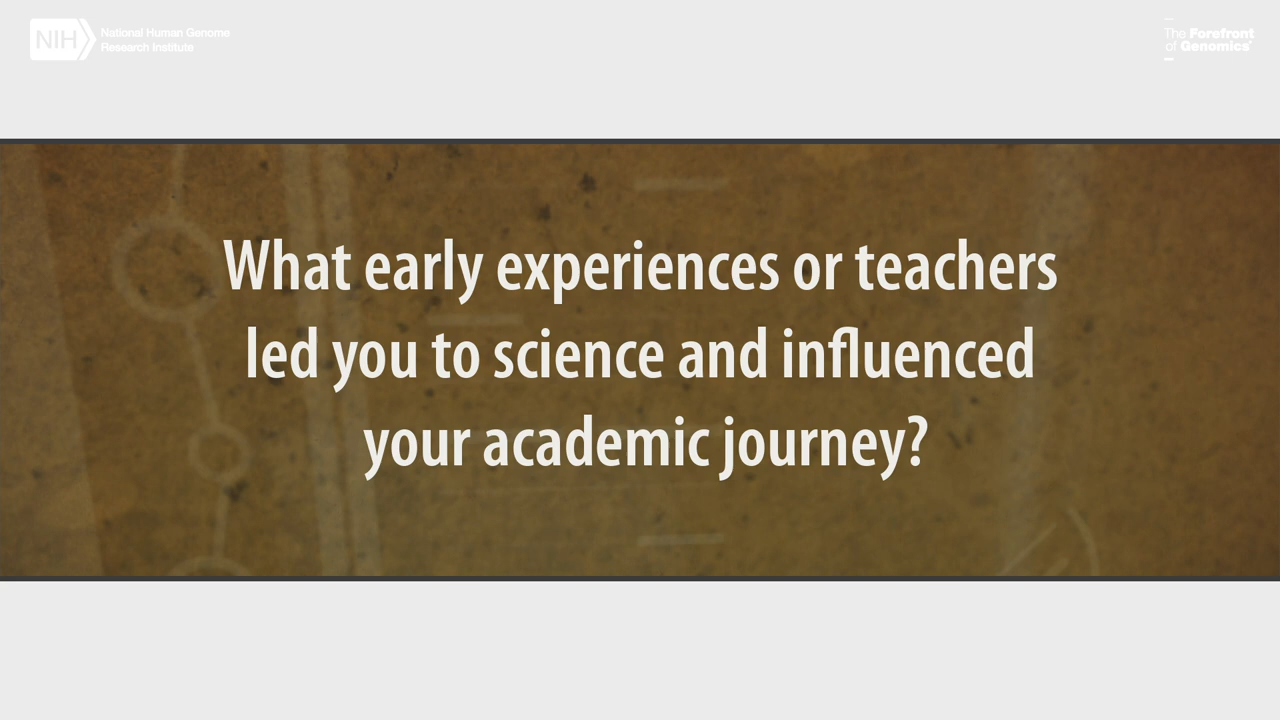 NIH
National Human Genome
Research Institute
The Forefront
of Genomics®
What early experiences or teachers
led you to science and influenced
your academic journey?